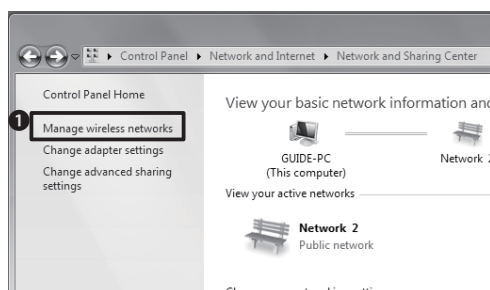 Control Panel ▸ Network and Internet ▸ Network and Sharing Center
Control Panel Home
1 Manage wireless networks
Change adapter settings
Change advanced sharing
settings
View your basic network information and
GUIDE-PC
(This computer)
Network 2
View your active networks
Network 2
Public network